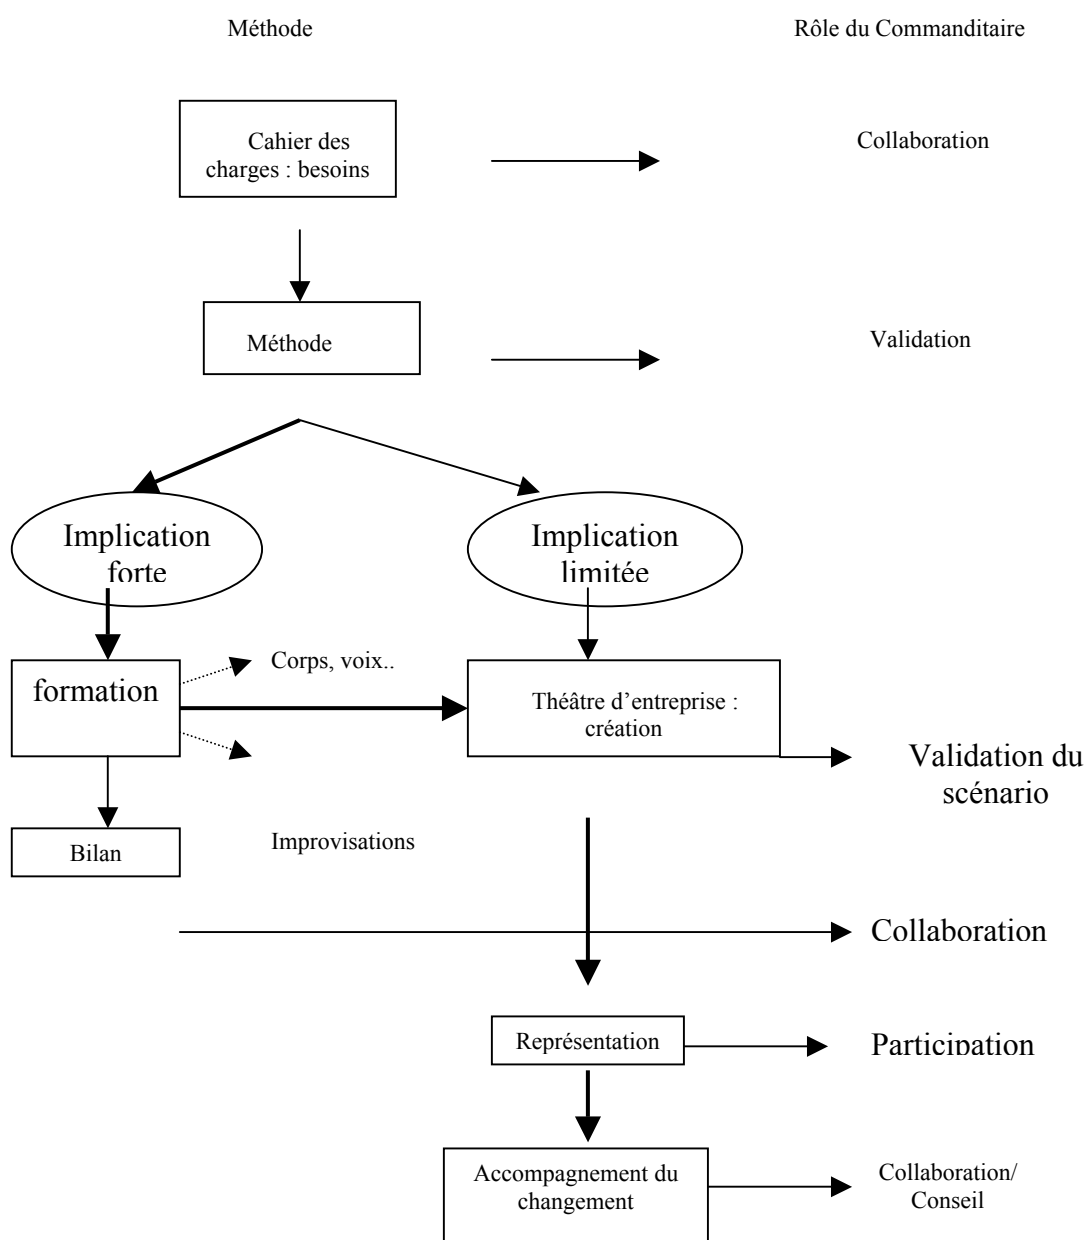 Méthode
Rôle du Commanditaire
Cahier des
charges : besoins
Collaboration
Méthode
Validation
Implication
forte
Implication
limitée
formation
Corps, voix..
Théâtre d’entreprise :
création
Validation du
scénario
Improvisations
Bilan
Collaboration
Représentation
Participation
Accompagnement du
changement
Collaboration/
Conseil